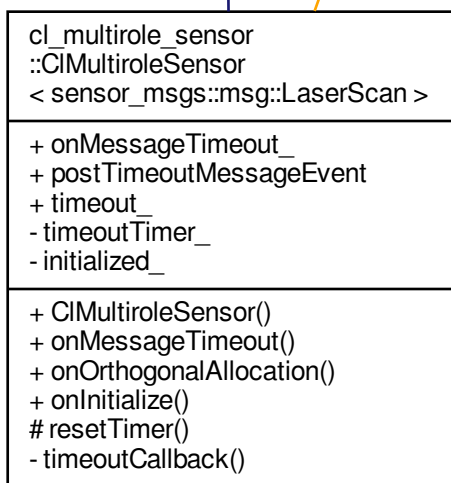 cl_multirole_sensor
::ClMultiroleSensor
< sensor_msgs::msg::LaserScan >
+ onMessageTimeout_
+ postTimeoutMessageEvent
+ timeout_
- timeoutTimer_
- initialized_
+ ClMultiroleSensor()
+ onMessageTimeout()
+ onOrthogonalAllocation()
+ onInitialize()
# resetTimer()
- timeoutCallback()